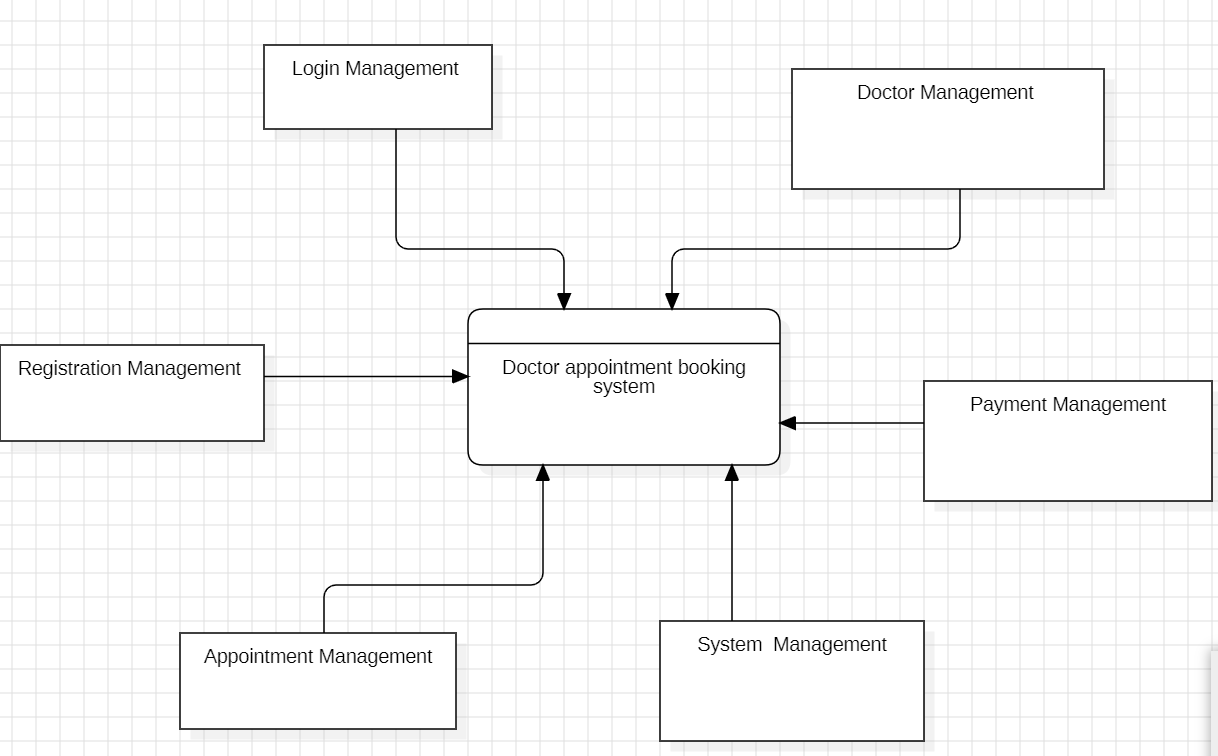 Login Management
Doctor Management
Registration Management
Doctor appointment booking
system
Payment Management
Appointment Management
System  Management